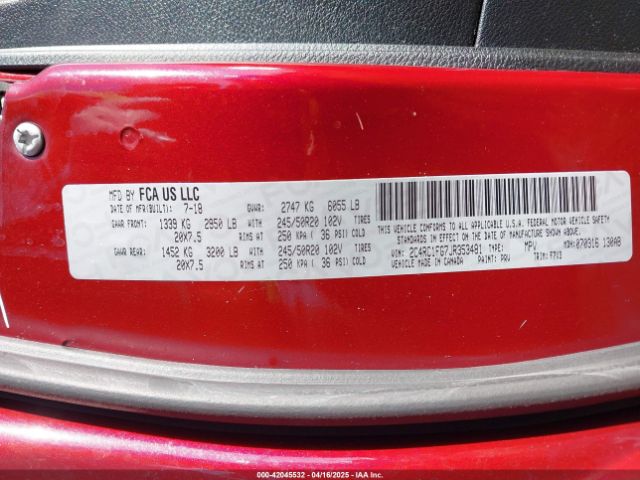 MFD BY FCA US LLC
DATE OF MFR(BUILT): 7-18 GVWR: 2747 KG 6055 LB
GAWR FRONT: 1339 KG 2950 LB WITH 245/50R20 102V TIRES
20X7.5 RIMS AT 250 KPA ( 36 PSI) COLD
GAWR REAR: 1452 KG 3200 LB WITH 245/50R20 102V TIRES
20X7.5 RIMS AT 250 KPA ( 36 PSI) COLD
THIS VEHICLE CONFORMS TO ALL APPLICABLE U.S.A. FEDERAL MOTOR VEHICLE SAFETY
STANDARDS IN EFFECT ON THE DATE OF MANUFACTURE SHOWN ABOVE.
VIN: 2C4RC1FG7JR353491 TYPE: MPV MDH: 070316 130AB
VEHICLE MADE IN CANADA PAINT: PRV TRIM:
000-42045532 - 04/16/2025 - IAA Inc.